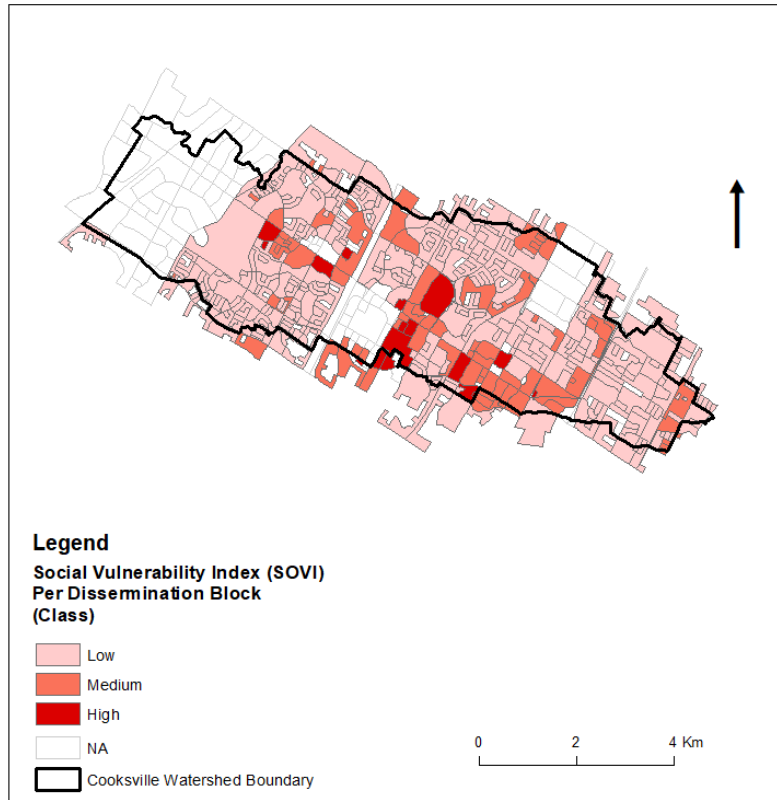 Legend
Social Vulnerability Index (SOVI)
Per Dissemination Block
(Class)
Low
Medium
High
NA
Cooksville Watershed Boundary
0 2 4 Km